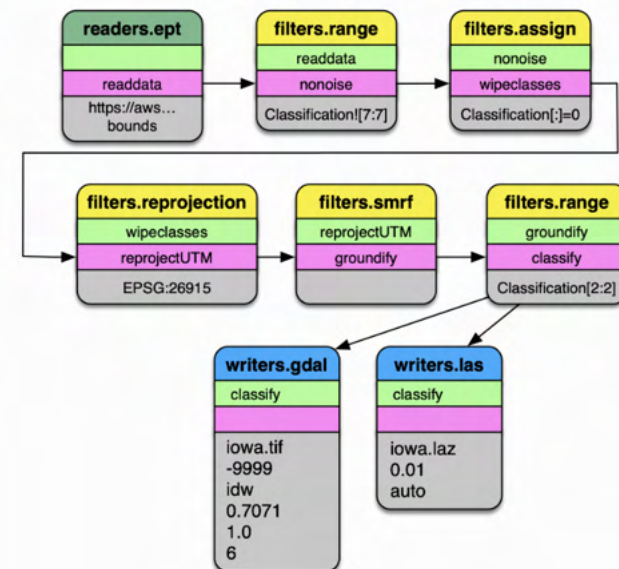 readers.ept
readdata
https://aws...
bounds
filters.range
readdata
nonoise
Classification![7:7]
filters.assign
nonoise
wipeclasses
Classification[:]=0
filters.reprojection
wipeclasses
reprojectUTM
EPSG:26915
filters.smrf
reprojectUTM
groundify
filters.range
groundify
classify
Classification[2:2]
writers.gdal
classify
iowa.tif
-9999
idw
0.7071
1.0
6
writers.las
classify
iowa.laz
0.01
auto